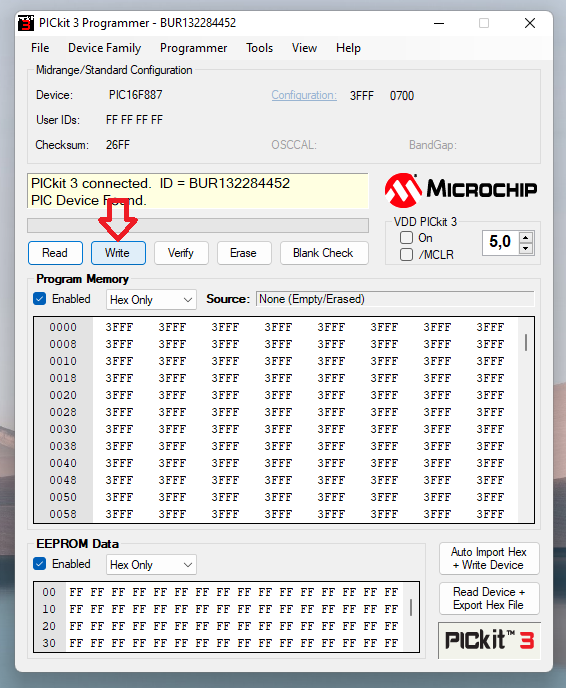 PICkit 3 Programmer - BUR132284452
File Device Family Programmer Tools View Help
Midrange/Standard Configuration
Device: PIC16F887 Configuration: 3FFF 0700
User IDs: FF FF FF FF
Checksum: 26FF OSCCAL: BandGap:
PICkit 3 connected. ID = BUR132284452
PIC Device Found.
MICROCHIP
VDD PICkit 3
On
/MCLR
5,0
Read Write Verify Erase Blank Check
Program Memory
Enabled Hex Only Source: None (Empty/Erased)
0000 3FFF 3FFF 3FFF 3FFF 3FFF 3FFF 3FFF 3FFF
0008 3FFF 3FFF 3FFF 3FFF 3FFF 3FFF 3FFF 3FFF
0010 3FFF 3FFF 3FFF 3FFF 3FFF 3FFF 3FFF 3FFF
0018 3FFF 3FFF 3FFF 3FFF 3FFF 3FFF 3FFF 3FFF
0020 3FFF 3FFF 3FFF 3FFF 3FFF 3FFF 3FFF 3FFF
0028 3FFF 3FFF 3FFF 3FFF 3FFF 3FFF 3FFF 3FFF
0030 3FFF 3FFF 3FFF 3FFF 3FFF 3FFF 3FFF 3FFF
0038 3FFF 3FFF 3FFF 3FFF 3FFF 3FFF 3FFF 3FFF
0040 3FFF 3FFF 3FFF 3FFF 3FFF 3FFF 3FFF 3FFF
0048 3FFF 3FFF 3FFF 3FFF 3FFF 3FFF 3FFF 3FFF
0050 3FFF 3FFF 3FFF 3FFF 3FFF 3FFF 3FFF 3FFF
0058 3FFF 3FFF 3FFF 3FFF 3FFF 3FFF 3FFF 3FFF
EEPROM Data
Enabled Hex Only
00 FF FF FF FF FF FF FF FF FF FF FF FF FF FF FF FF
10 FF FF FF FF FF FF FF FF FF FF FF FF FF FF FF FF
20 FF FF FF FF FF FF FF FF FF FF FF FF FF FF FF FF
30 FF FF FF FF FF FF FF FF FF FF FF FF FF FF FF FF
Auto Import Hex
+ Write Device
Read Device +
Export Hex File
PICkit™ 3